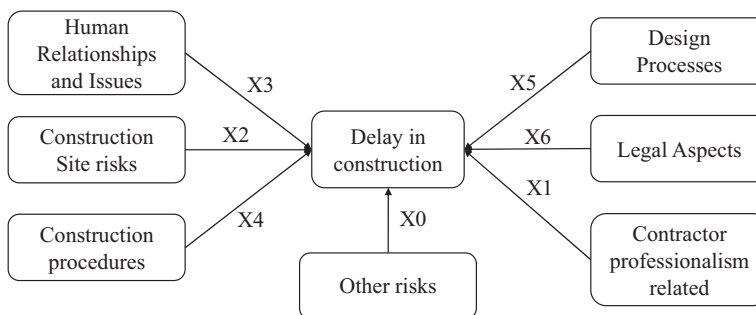 Human
Relationships
and Issues
X3
Construction
Site risks
X2
Construction
procedures
X4
Delay in
construction
X0
Other risks
Design
Processes
X5
X6
Legal Aspects
X1
Contractor
professionalism
related